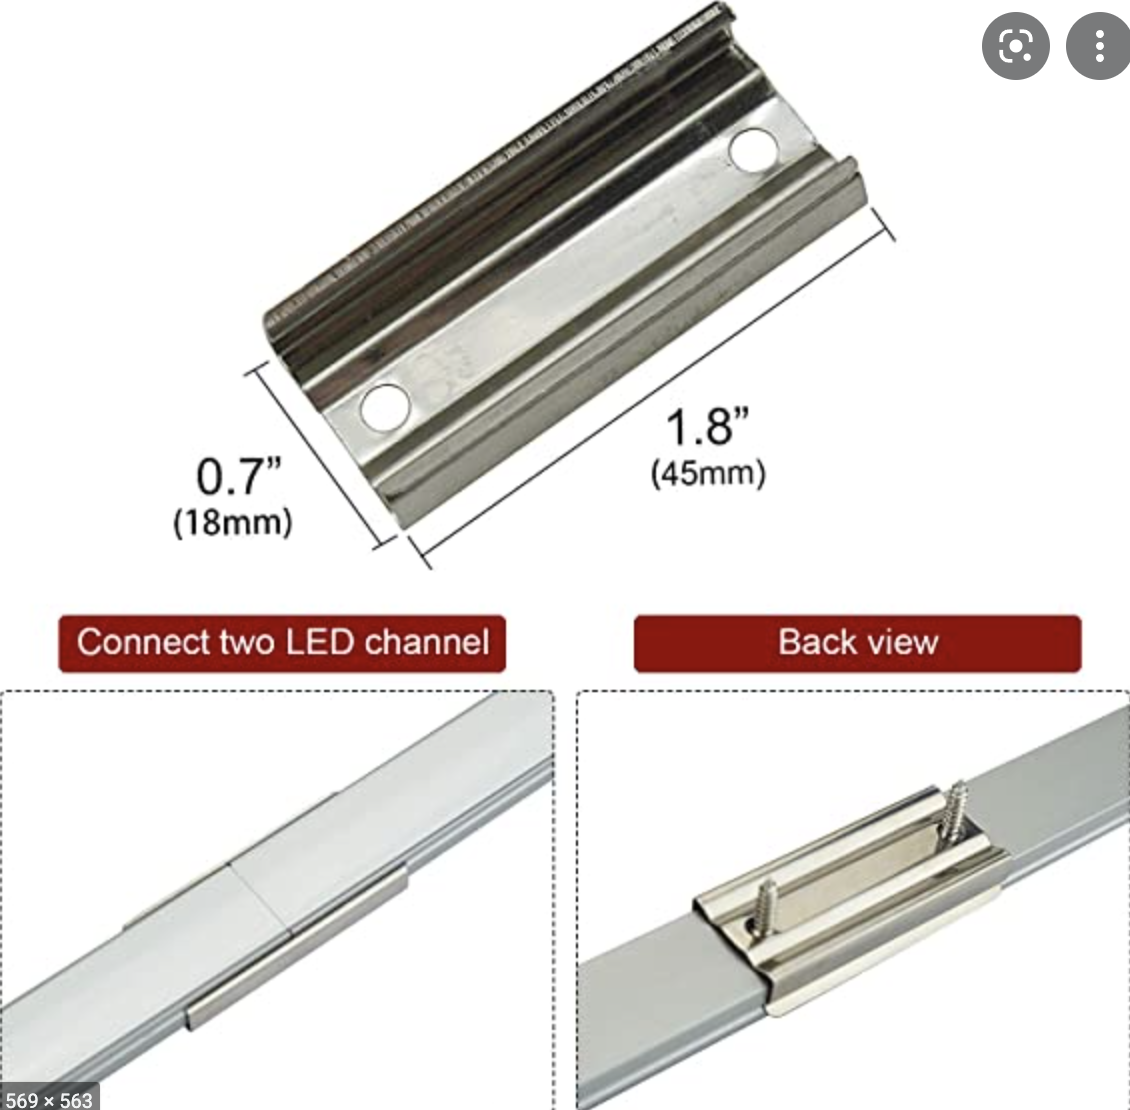 0.7”
(18mm)
1.8”
(45mm)
Connect two LED channel
Back view
569 × 563